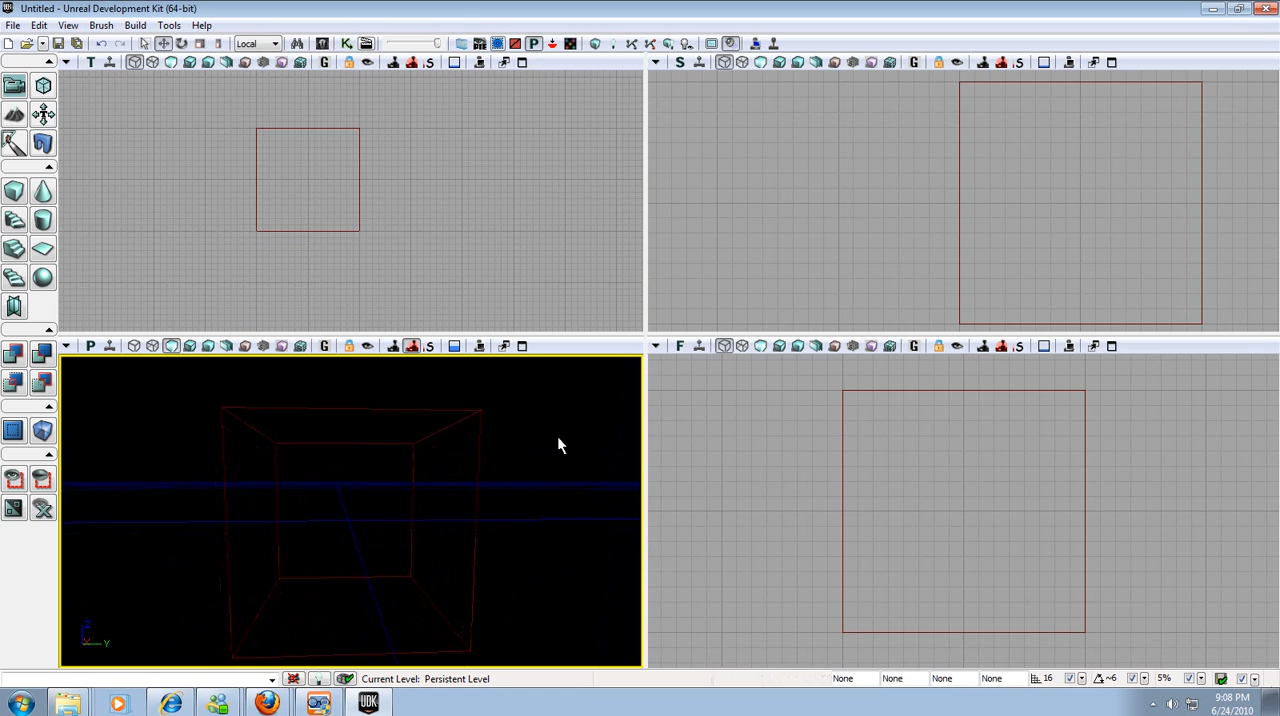 Untitled - Unreal Development Kit (64-bit)
File Edit View Brush Build Tools Help
Local
T G S
S G S
P G S
F G S
Z
X Y
Current Level: Persistent Level
None None None None 16 ~6 5%
UDK
9:08 PM
6/24/2010